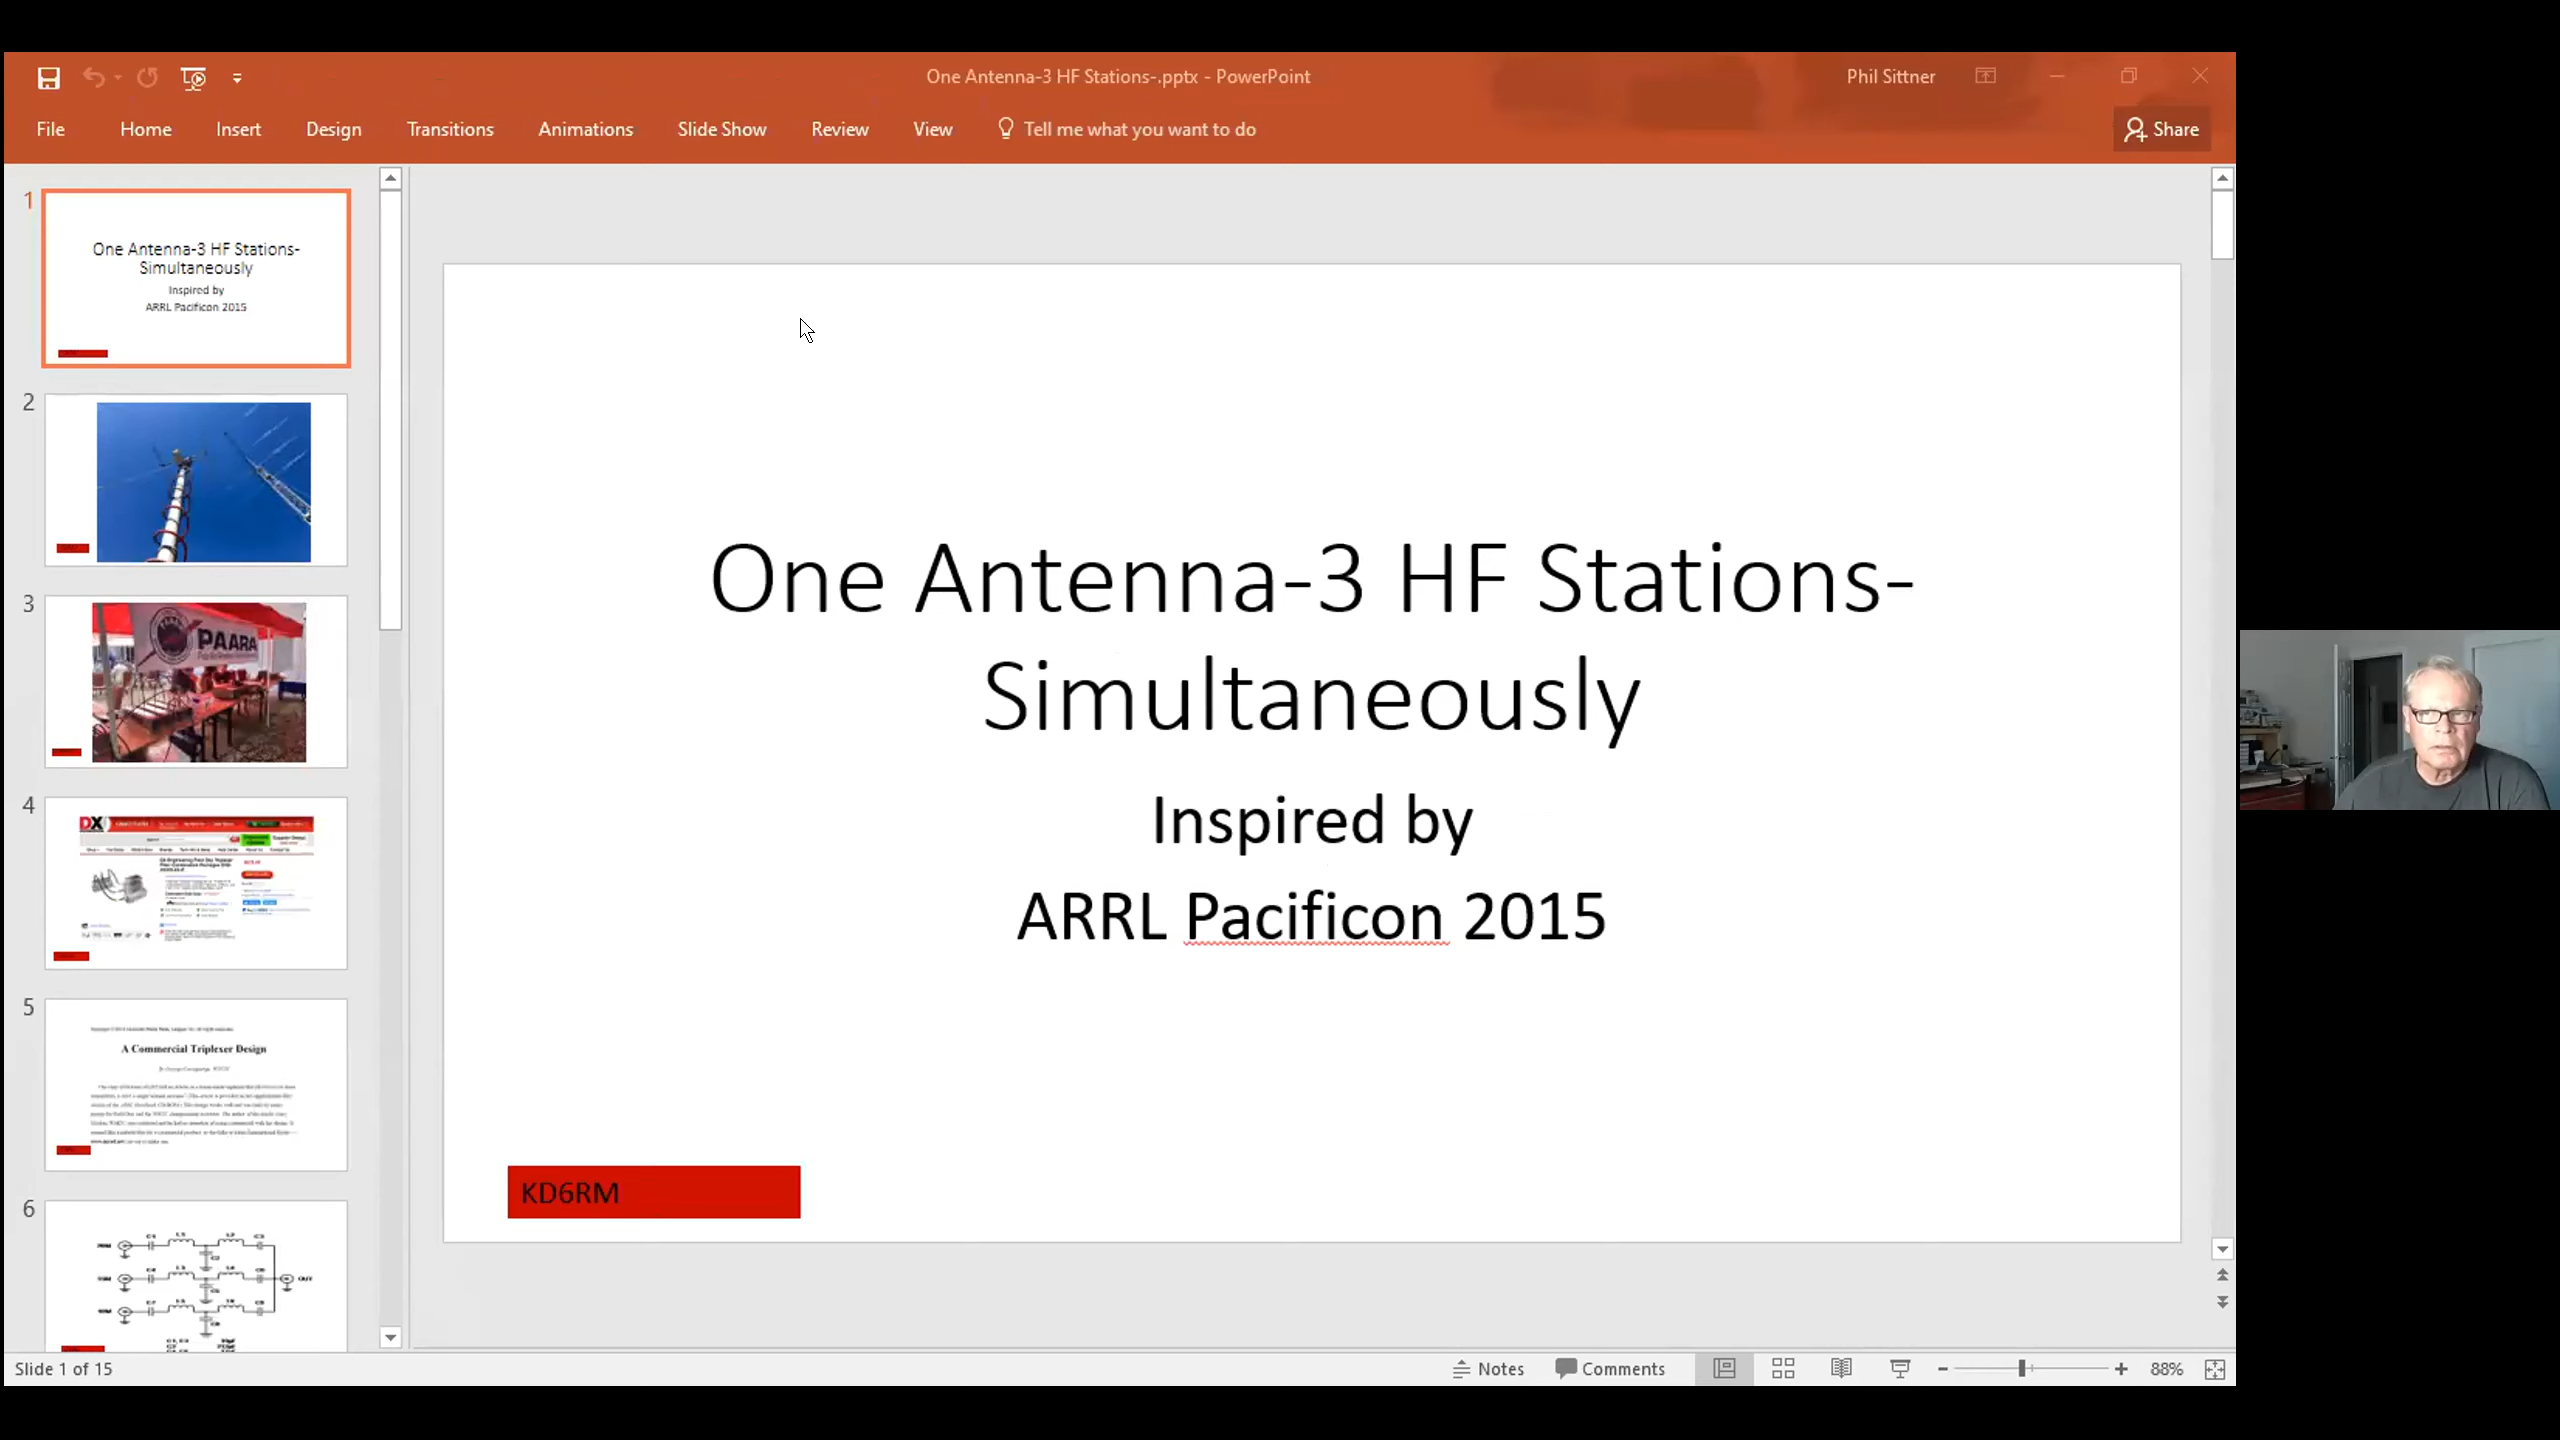 One Antenna-3 HF Stations-.pptx - PowerPoint
Phil Sittner
File Home Insert Design Transitions Animations Slide Show Review View Tell me what you want to do
Share
1
One Antenna-3 HF Stations-
Simultaneously
Inspired by
ARRL Pacificon 2015
2
3
PAARA
4
DX
5
A Commercial Triplexer Design
6
OUT
One Antenna-3 HF Stations-
Simultaneously
Inspired by
ARRL Pacificon 2015
KD6RM
Slide 1 of 15
Notes
Comments
88%